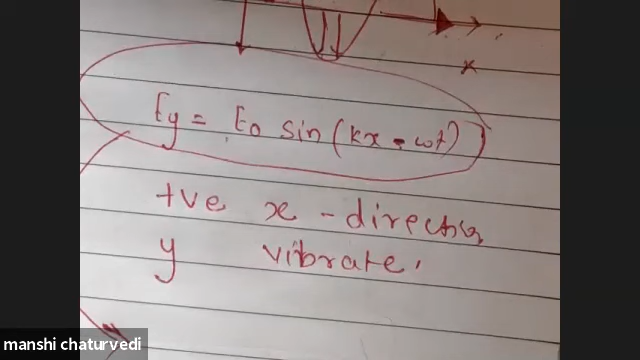 x
Ey = E0 sin (kx - ωt)
+ve x - direction
y vibrate.
manshi chaturvedi